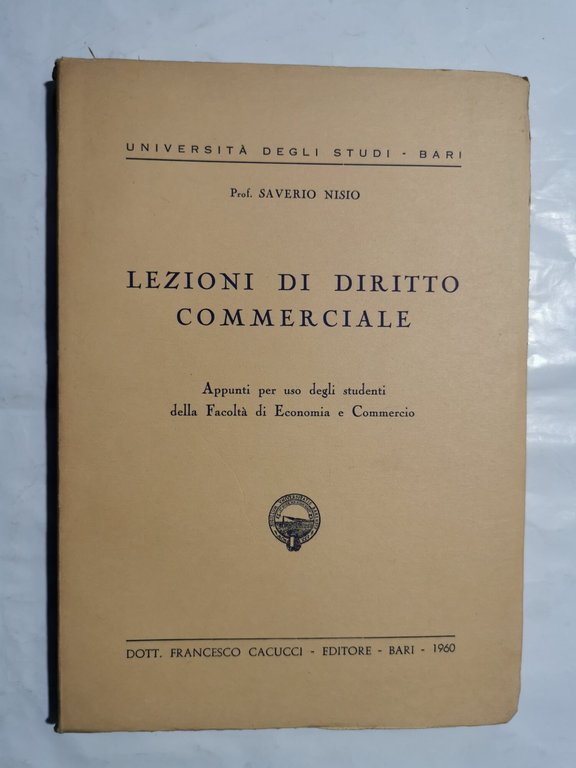 UNIVERSITÀ DEGLI STUDI - BARI
Prof. SAVERIO NISIO
LEZIONI DI DIRITTO
COMMERCIALE
Appunti per uso degli studenti
della Facoltà di Economia e Commercio
DOTT. FRANCESCO CACUCCI - EDITORE - BARI - 1960